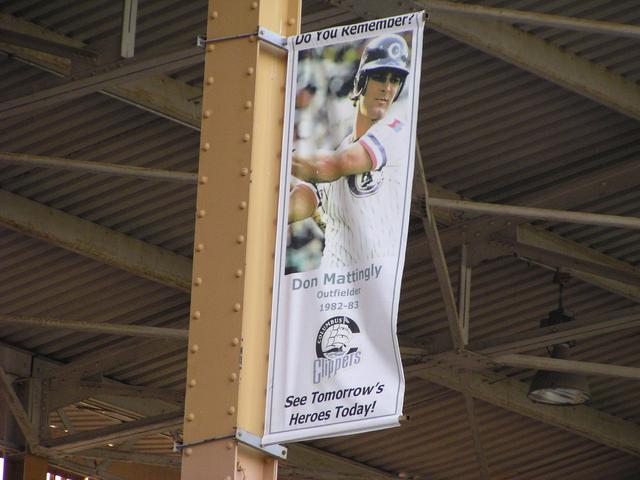 Do You Remember?
Don Mattingly
Outfielder
1982-83
COLUMBUS
Clippers
See Tomorrow's
Heroes Today!